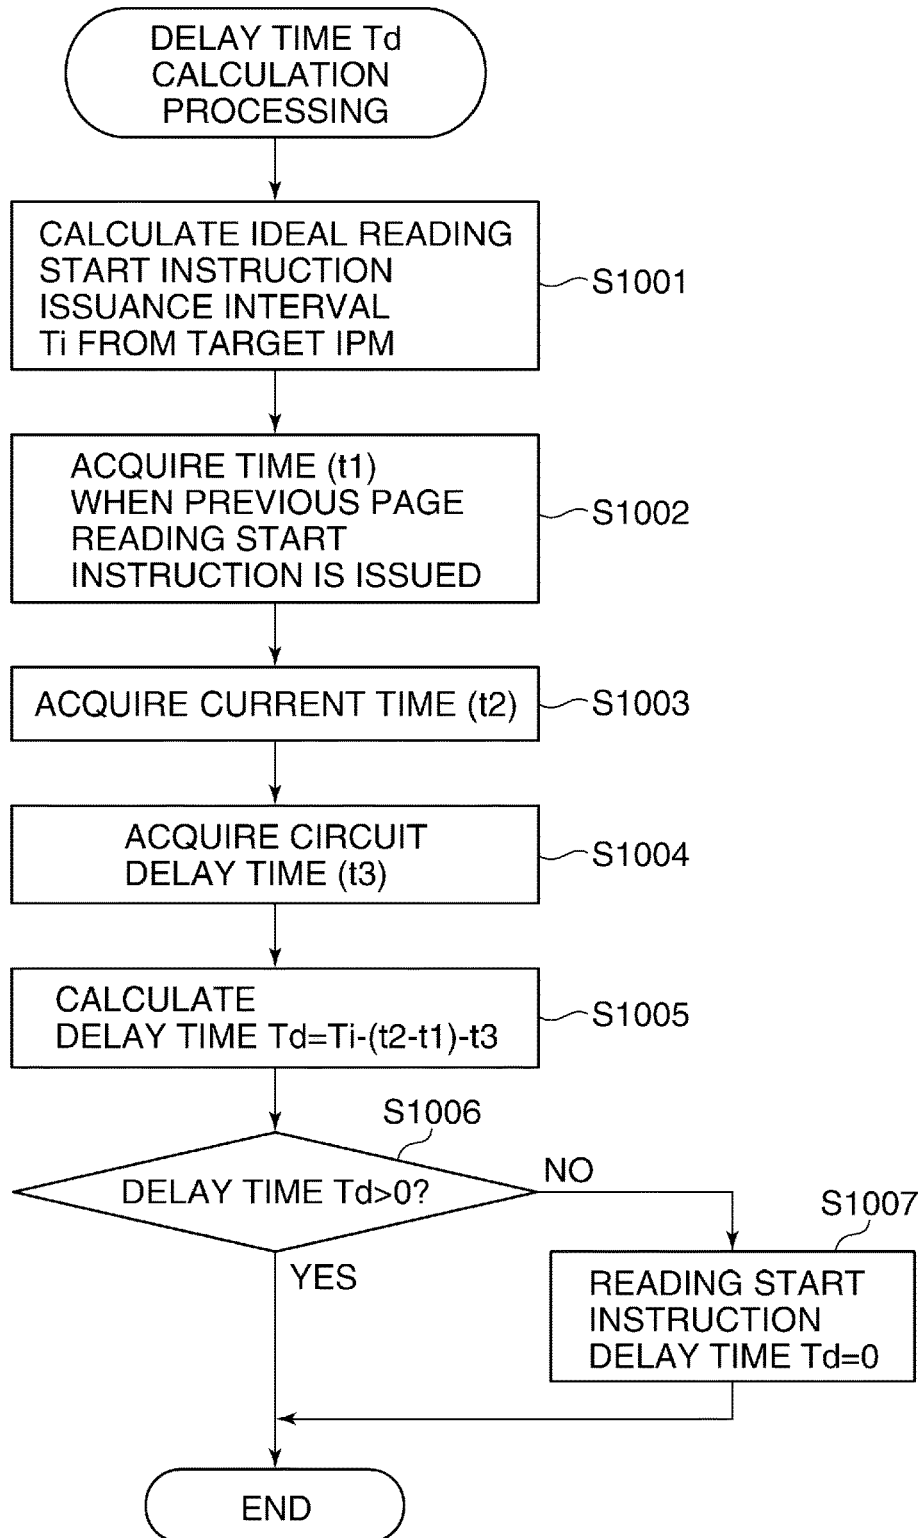 DELAY TIME Td
CALCULATION
PROCESSING
CALCULATE IDEAL READING
START INSTRUCTION
ISSUANCE INTERVAL
Ti FROM TARGET IPM
S1001
ACQUIRE TIME (t1)
WHEN PREVIOUS PAGE
READING START
INSTRUCTION IS ISSUED
S1002
ACQUIRE CURRENT TIME (t2)
S1003
ACQUIRE CIRCUIT
DELAY TIME (t3)
S1004
CALCULATE
DELAY TIME Td=Ti-(t2-t1)-t3
S1005
S1006
DELAY TIME Td>0?
NO
YES
S1007
READING START
INSTRUCTION
DELAY TIME Td=0
END